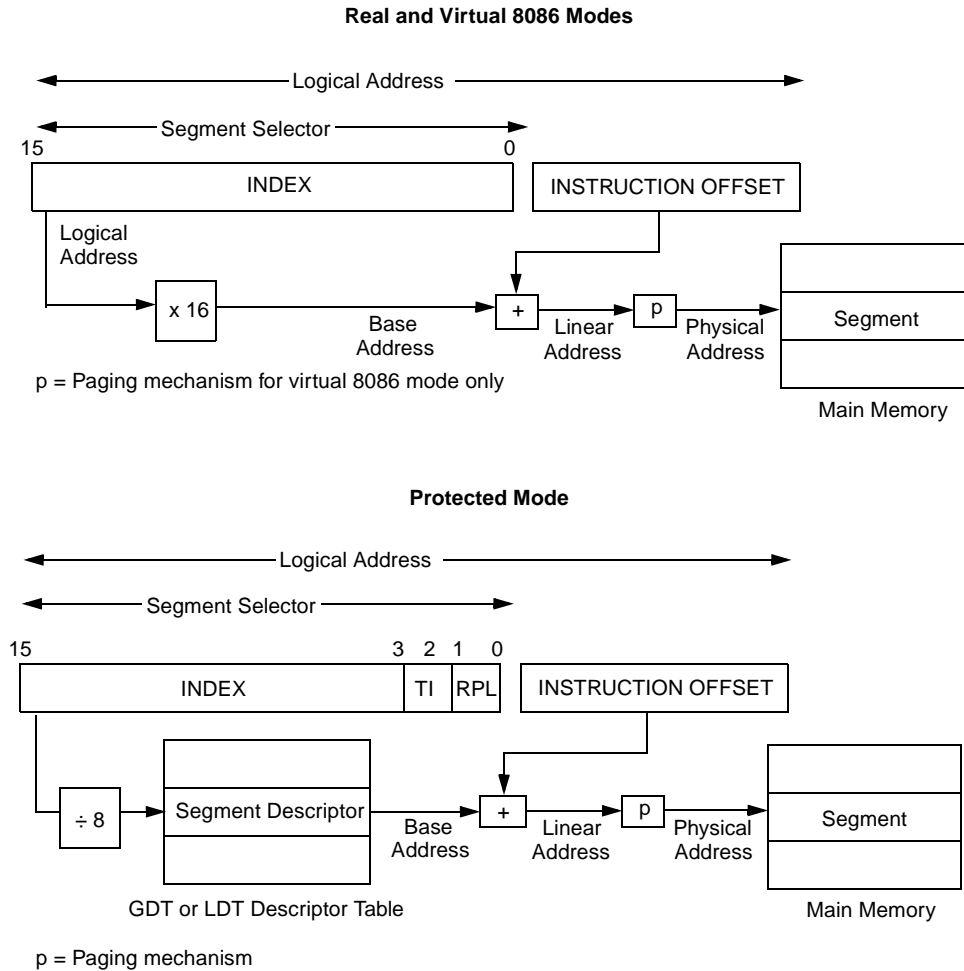 Real and Virtual 8086 Modes
Logical Address
Segment Selector
15 0
INDEX INSTRUCTION OFFSET
Logical
Address
x 16
+
p
Base
Address
Linear
Address
Physical
Address
Segment
p = Paging mechanism for virtual 8086 mode only
Main Memory
Protected Mode
Logical Address
Segment Selector
15 3 2 1 0
INDEX TI RPL INSTRUCTION OFFSET
÷ 8
Segment Descriptor
+
p
Base
Address
Linear
Address
Physical
Address
Segment
GDT or LDT Descriptor Table
Main Memory
p = Paging mechanism